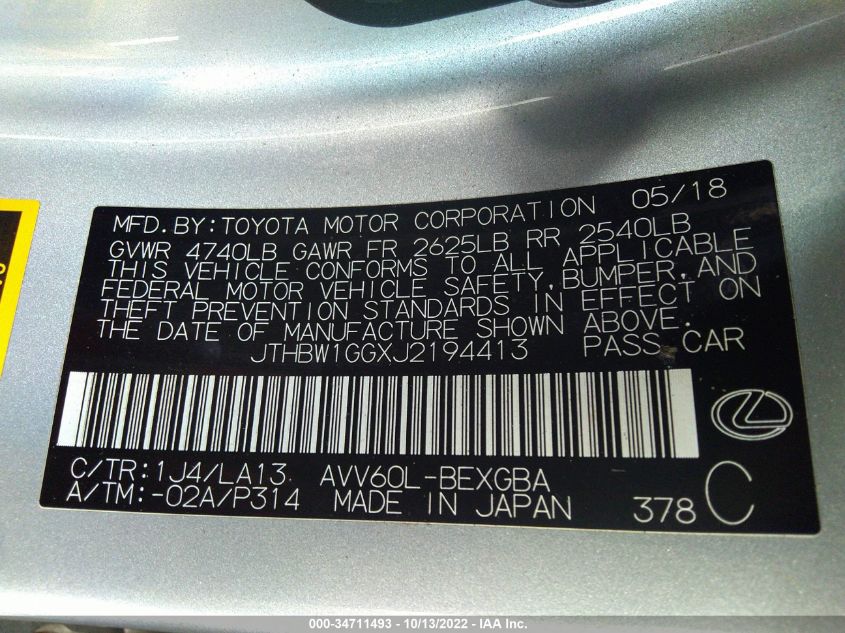 MFD.BY:TOYOTA MOTOR CORPORATION 05/18
GVWR 4740LB GAWR FR 2625LB RR 2540LB
THIS VEHICLE CONFORMS TO ALL APPLICABLE
FEDERAL MOTOR VEHICLE SAFETY,BUMPER,AND
THEFT PREVENTION STANDARDS IN EFFECT ON
THE DATE OF MANUFACTURE SHOWN ABOVE.
JTHBW1GGXJ2194413 PASS.CAR
C/TR:1J4/LA13 AVV60L-BEXGBA
A/TM:-02A/P314 MADE IN JAPAN 378 C
000-34711493 - 10/13/2022 - IAA Inc.